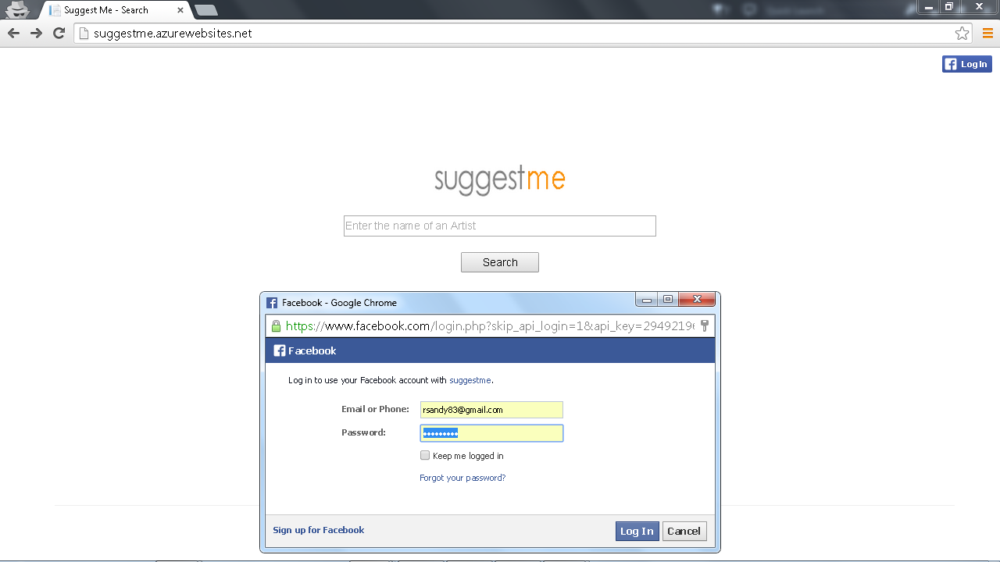 Suggest Me - Search
suggestme.azurewebsites.net
Log In
suggestme
Enter the name of an Artist
Search
Facebook - Google Chrome
https://www.facebook.com/login.php?skip_api_login=1&api_key=2949219
Facebook
Log in to use your Facebook account with suggestme.
Email or Phone: rsandy83@gmail.com
Password: •••••••••
Keep me logged in
Forgot your password?
Sign up for Facebook
Log In
Cancel